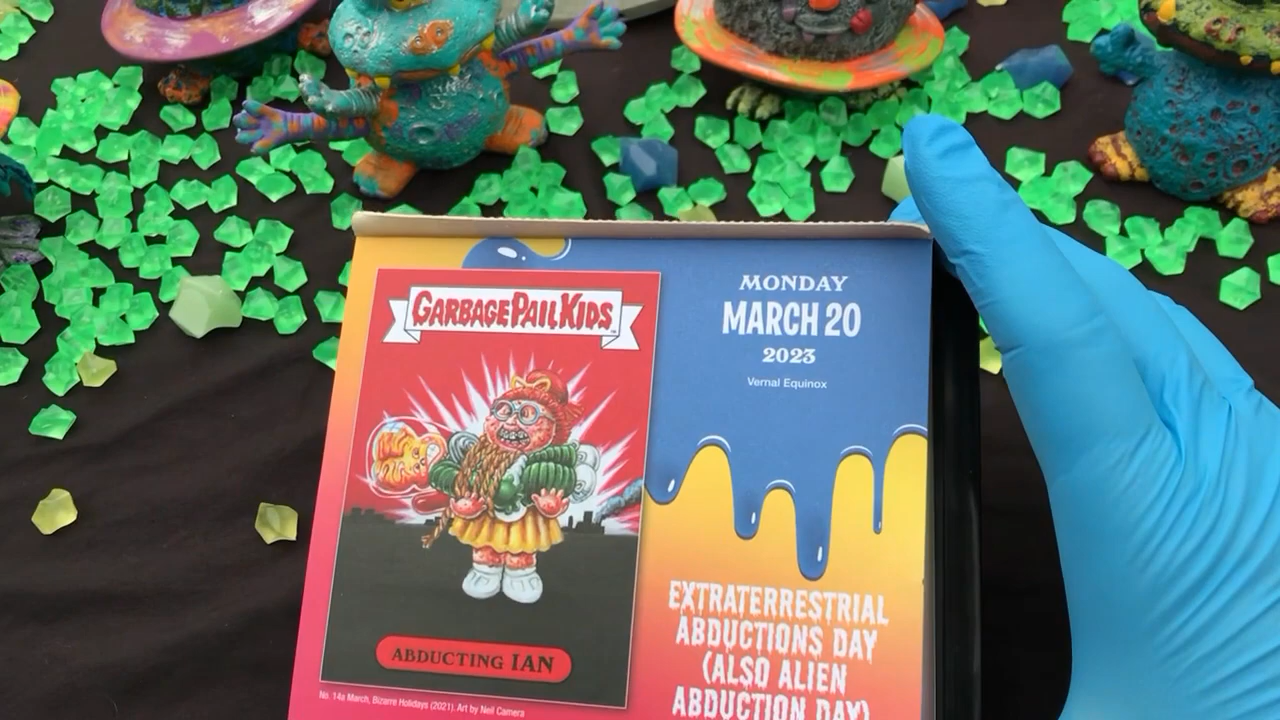 GARBAGE PAIL KIDS
ABDUCTING IAN
No. 14a March, Bizarre Holidays (2021). Art by Neil Camera
MONDAY
MARCH 20
2023
Vernal Equinox
EXTRATERRESTRIAL
ABDUCTIONS DAY
(ALSO ALIEN
ABDUCTION DAY)